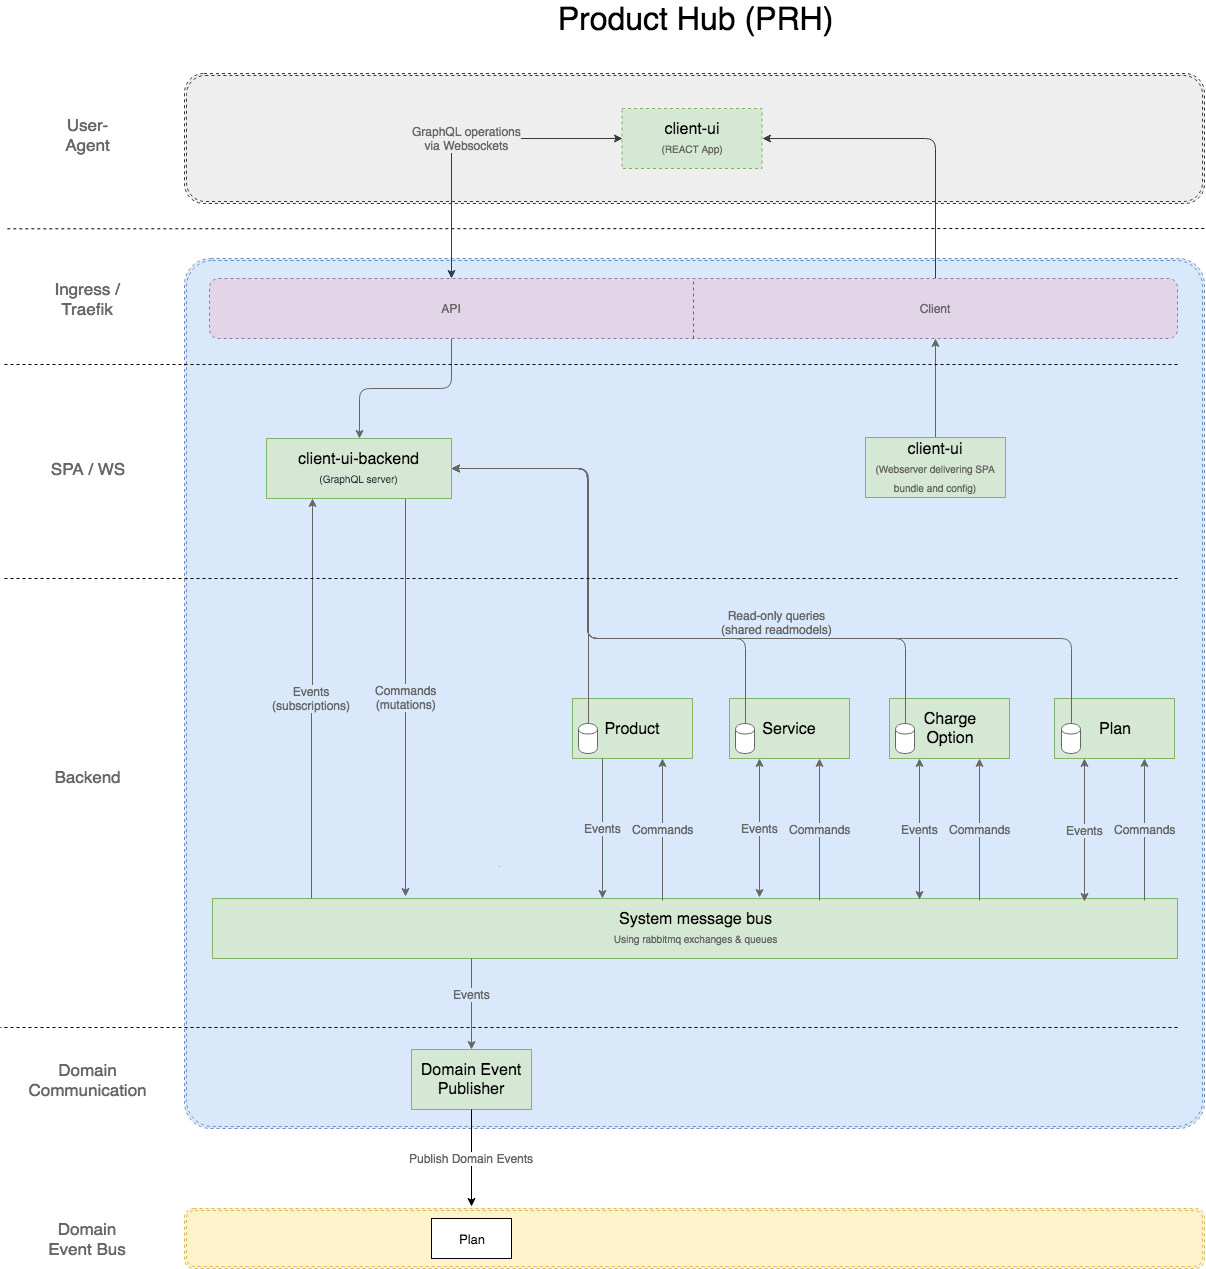 Product Hub (PRH)
User-
Agent
GraphQL operations
via Websockets
client-ui
(REACT App)
Ingress /
Traefik
API
Client
SPA / WS
client-ui-backend
(GraphQL server)
client-ui
(Webserver delivering SPA
bundle and config)
Read-only queries
(shared readmodels)
Events
(subscriptions)
Commands
(mutations)
Product
Service
Charge
Option
Plan
Backend
Events
Commands
Events
Commands
Events
Commands
Events
Commands
System message bus
Using rabbitmq exchanges & queues
Events
Domain
Communication
Domain Event
Publisher
Publish Domain Events
Domain
Event Bus
Plan